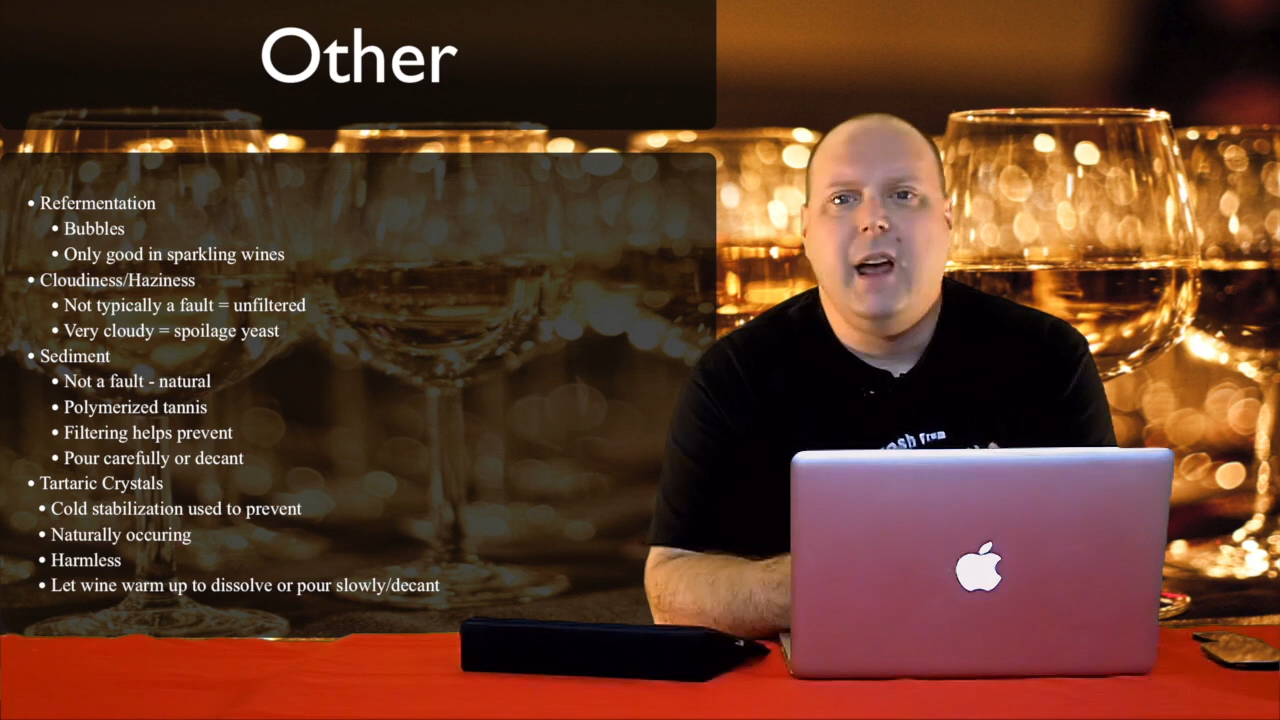 Other
• Refermentation
• Bubbles
• Only good in sparkling wines
• Cloudiness/Haziness
• Not typically a fault = unfiltered
• Very cloudy = spoilage yeast
• Sediment
• Not a fault - natural
• Polymerized tannis
• Filtering helps prevent
• Pour carefully or decant
• Tartaric Crystals
• Cold stabilization used to prevent
• Naturally occuring
• Harmless
• Let wine warm up to dissolve or pour slowly/decant
from